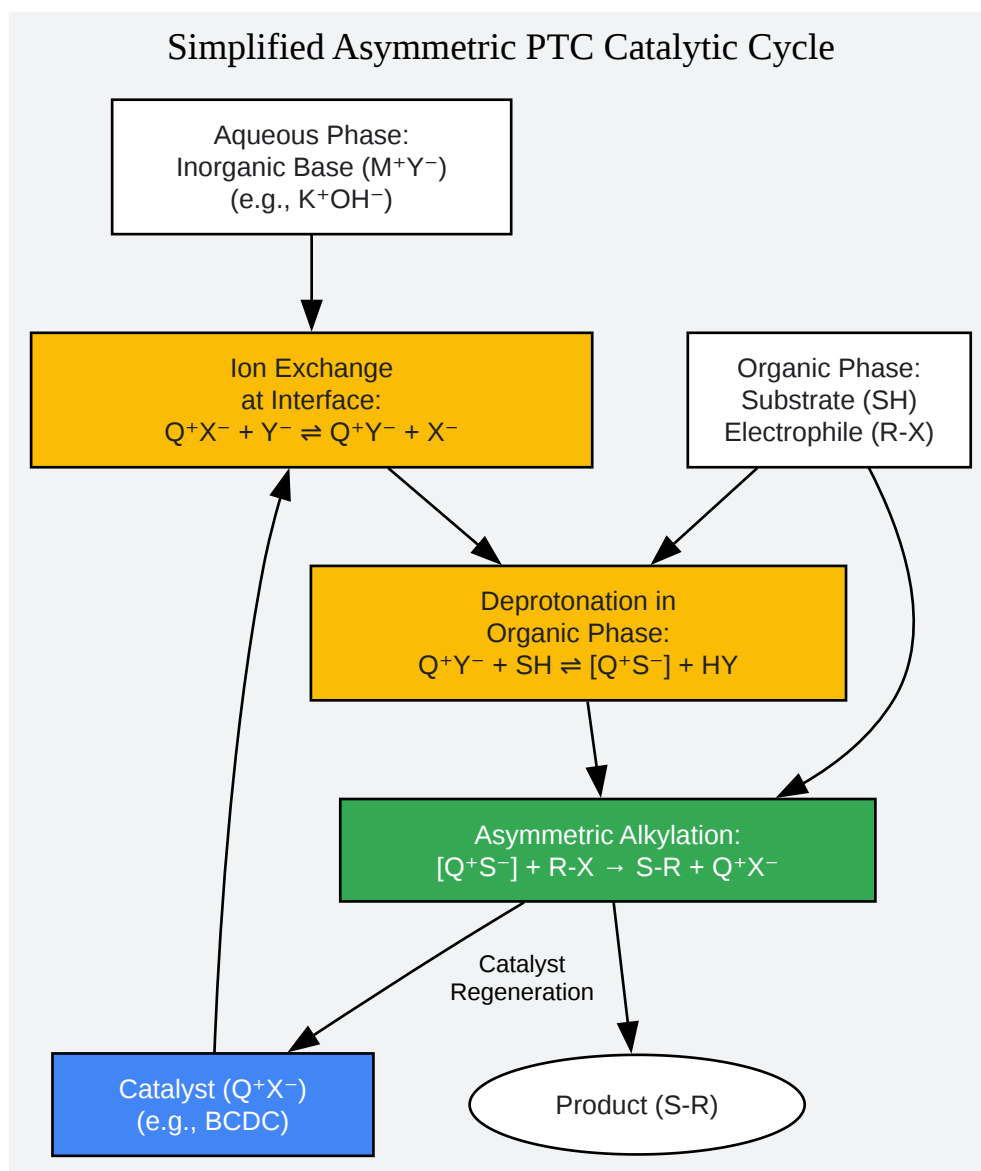 Simplified Asymmetric PTC Catalytic Cycle
Aqueous Phase:
Inorganic Base (M⁺Y⁻)
(e.g., K⁺OH⁻)
Ion Exchange
at Interface:
Q⁺X⁻ + Y⁻ ⇌ Q⁺Y⁻ + X⁻
Organic Phase:
Substrate (SH)
Electrophile (R-X)
Deprotonation in
Organic Phase:
Q⁺Y⁻ + SH ⇌ [Q⁺S⁻] + HY
Asymmetric Alkylation:
[Q⁺S⁻] + R-X → S-R + Q⁺X⁻
Catalyst
Regeneration
Catalyst (Q⁺X⁻)
(e.g., BCDC)
Product (S-R)